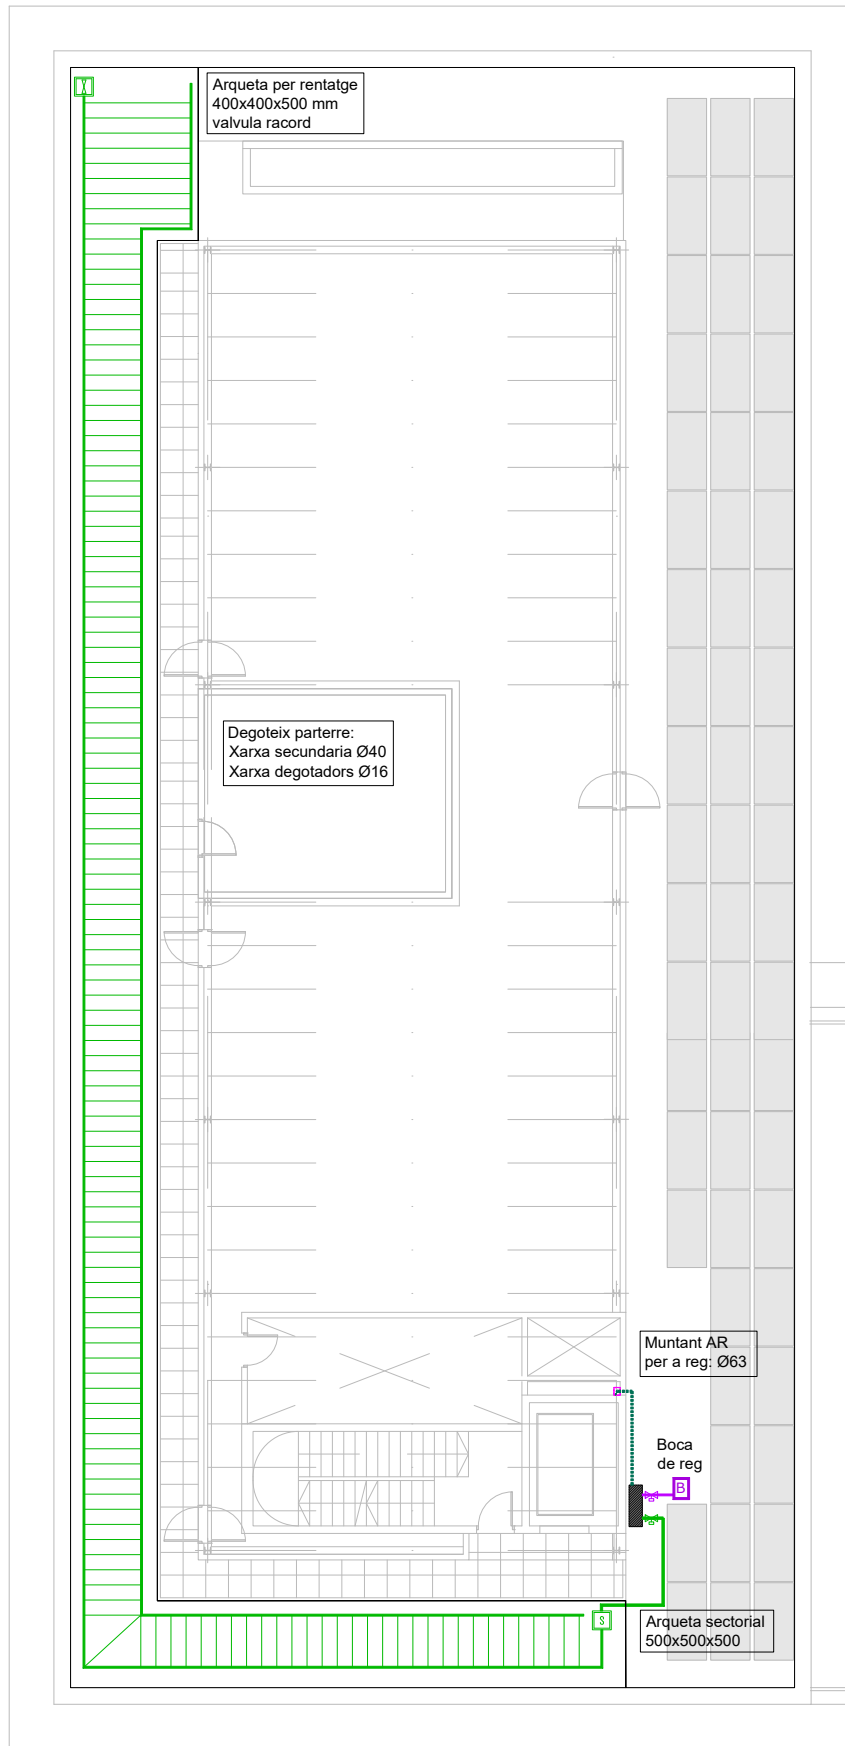 Arqueta per rentatge
400x400x500 mm
valvula racord
Degoteix parterre:
Xarxa secundaria Ø40
Xarxa degotadors Ø16
Muntant AR
per a reg: Ø63
Boca
de reg
B
S
Arqueta sectorial
500x500x500